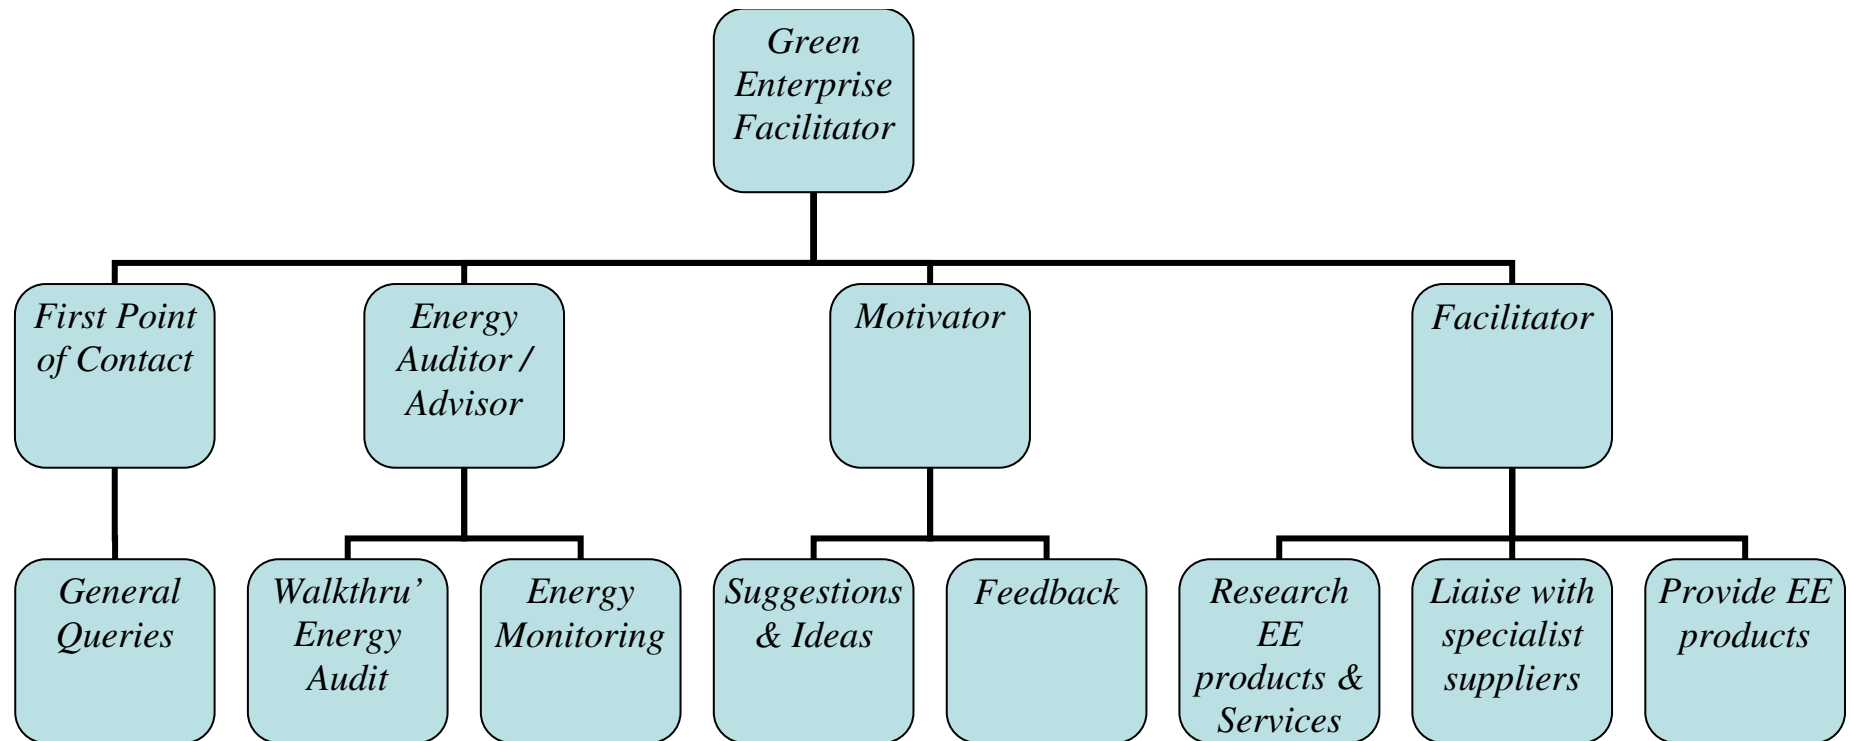 Green
Enterprise
Facilitator
First Point
of Contact
Energy
Auditor /
Advisor
Motivator
Facilitator
General
Queries
Walkthru’
Energy
Audit
Energy
Monitoring
Suggestions
& Ideas
Feedback
Research
EE
products &
Services
Liaise with
specialist
suppliers
Provide EE
products